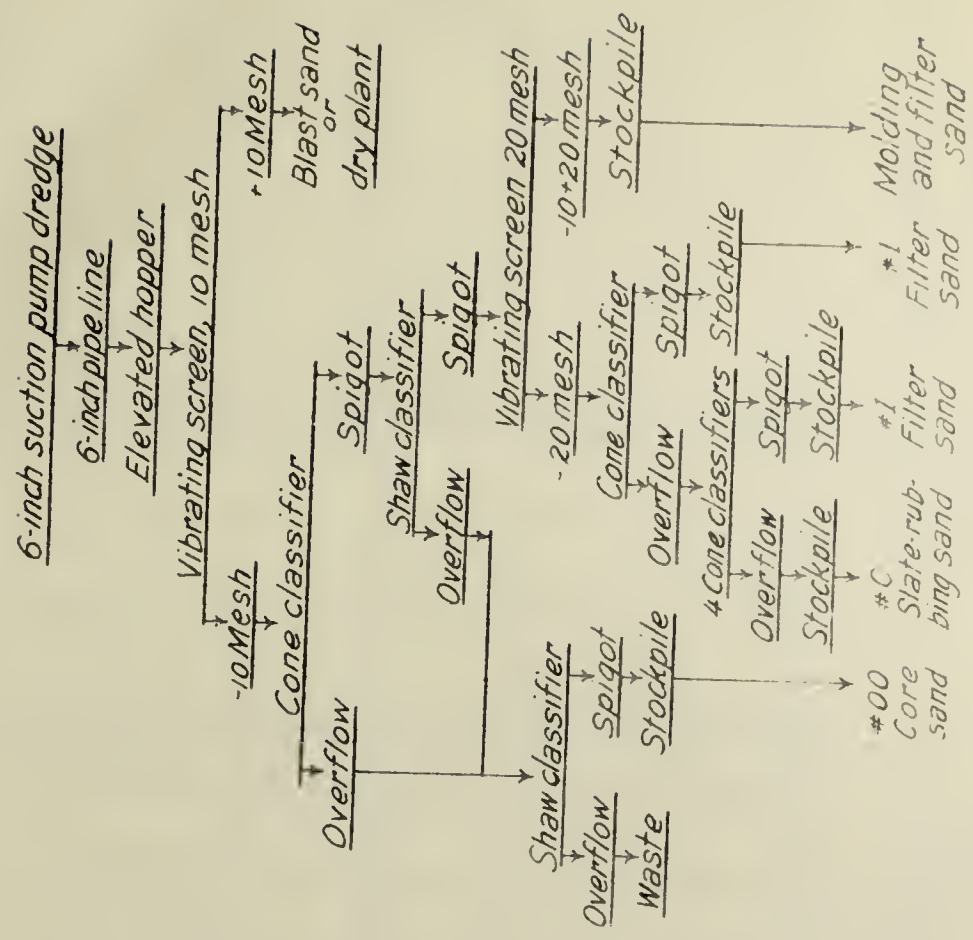 6-inch suction pump dredge
6-inch pipe line
Elevated hopper
Vibrating screen, 10 mesh
-10 Mesh
+10 Mesh
Cone classifier
Blast sand
or
dry plant
Overflow
Spigot
Shaw classifier
Overflow
Spigot
Vibrating screen 20 mesh
-20 mesh
-10+20 mesh
Cone classifier
Stockpile
Overflow
Spigot
4 Cone classifiers
Stockpile
Shaw classifier
Overflow
Spigot
Overflow
Spigot
Waste
Stockpile
Stockpile
Stockpile
#00
Core
sand
#C
Slate-rub-
bing sand
#1
Filter
sand
#1
Filter
sand
Molding
and filter
sand